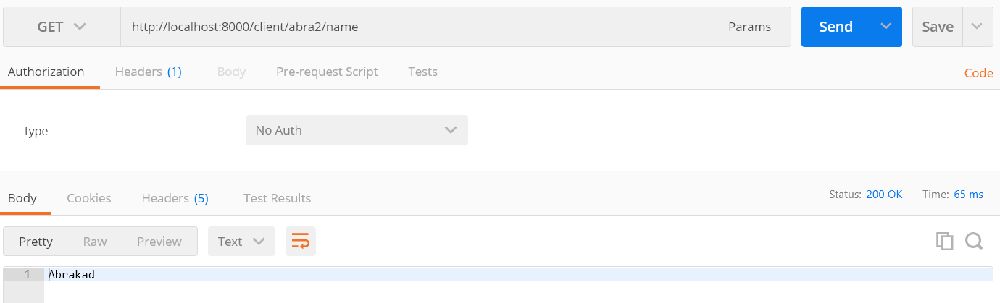 GET http://localhost:8000/client/abra2/name Params Send Save
Authorization Headers (1) Body Pre-request Script Tests Code
Type No Auth
Body Cookies Headers (5) Test Results Status: 200 OK Time: 65 ms
Pretty Raw Preview Text
1 Abrakad